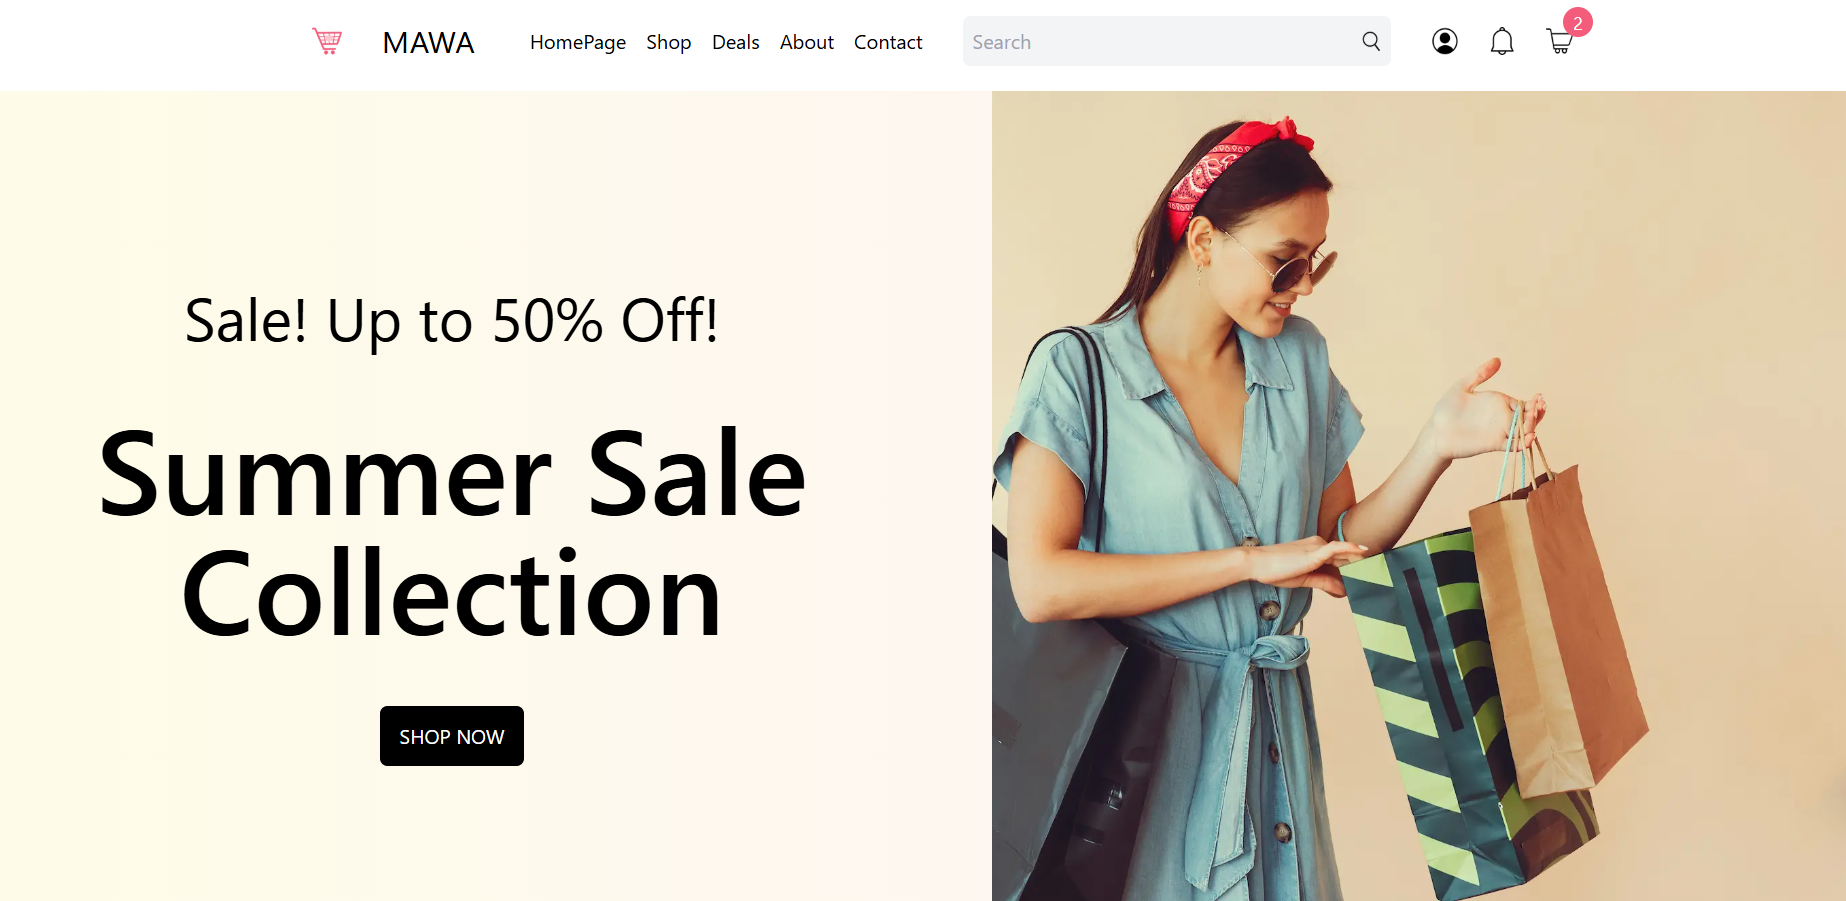 MAWA
HomePage Shop Deals About Contact
Search
2
Sale! Up to 50% Off!
Summer Sale
Collection
SHOP NOW